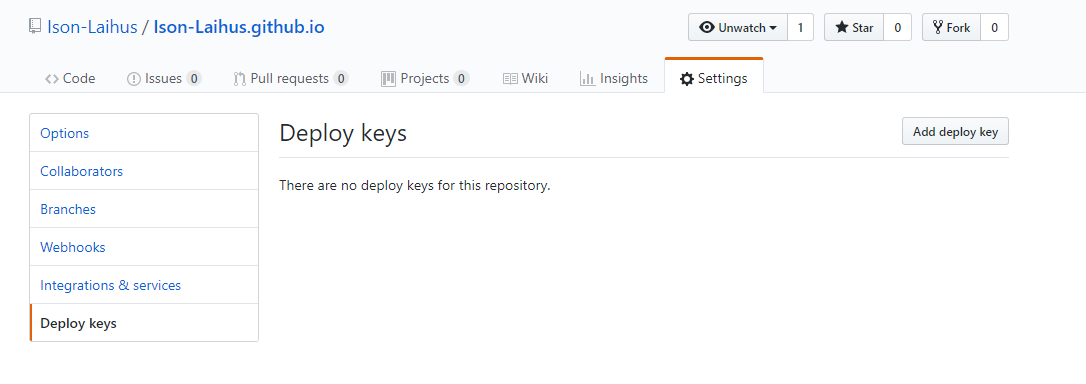 Ison-Laihus / Ison-Laihus.github.io
Unwatch 1 Star 0 Fork 0
Code Issues 0 Pull requests 0 Projects 0 Wiki Insights Settings
Options
Collaborators
Branches
Webhooks
Integrations & services
Deploy keys
Deploy keys Add deploy key
There are no deploy keys for this repository.